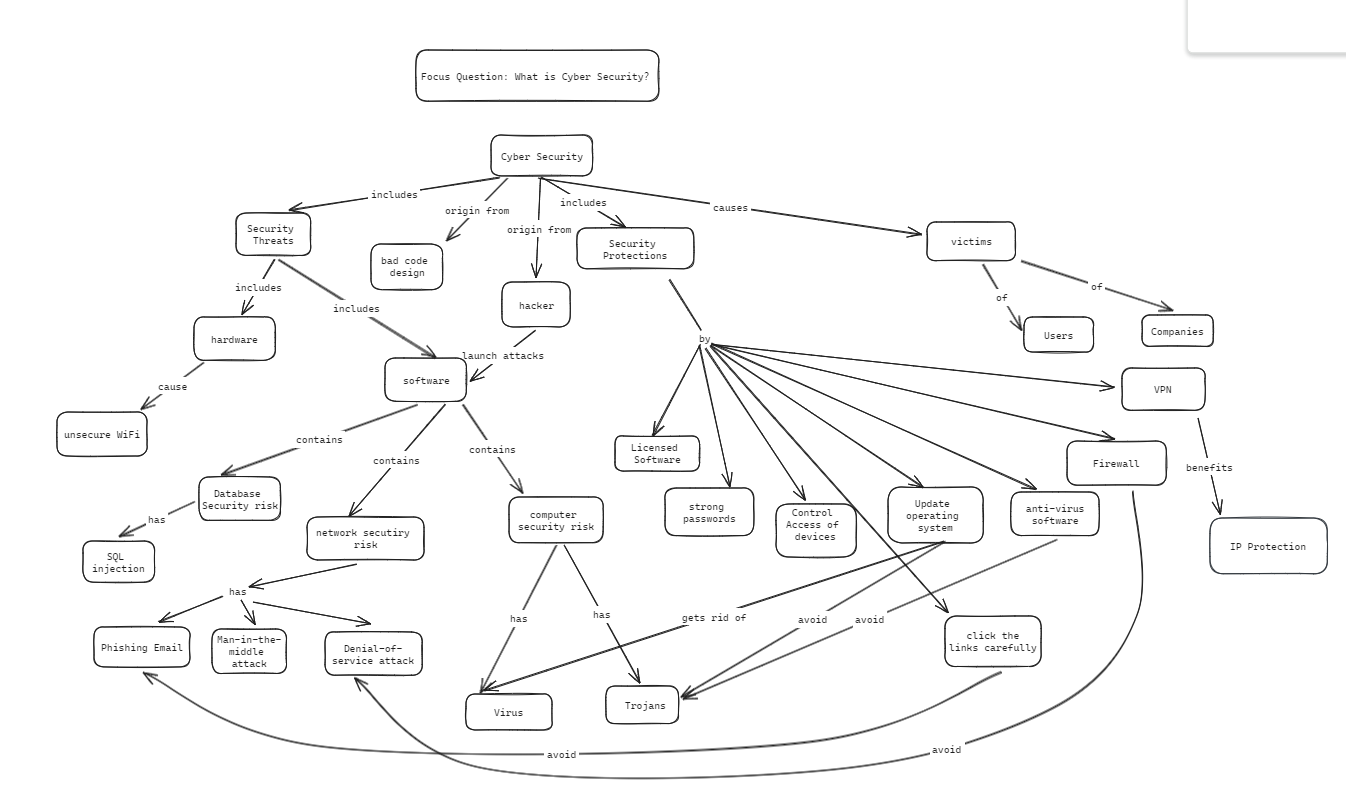 Focus Question: What is Cyber Security?
Cyber Security
includes
origin from
includes
causes
origin from
Security
Threats
bad code
design
Security
Protections
victims
includes
includes
of
of
hacker
hardware
launch attacks
by
Users
Companies
software
cause
VPN
unsecure WiFi
contains
contains
contains
Licensed
Software
Firewall
benefits
Database
Security risk
has
SQL
injection
network secutiry
risk
computer
security risk
strong
passwords
Control
Access of
devices
Update
operating
system
anti-virus
software
IP Protection
has
has
has
gets rid of
avoid
avoid
click the
links carefully
Phishing Email
Man-in-the-
middle
attack
Denial-of-
service attack
Virus
Trojans
avoid
avoid